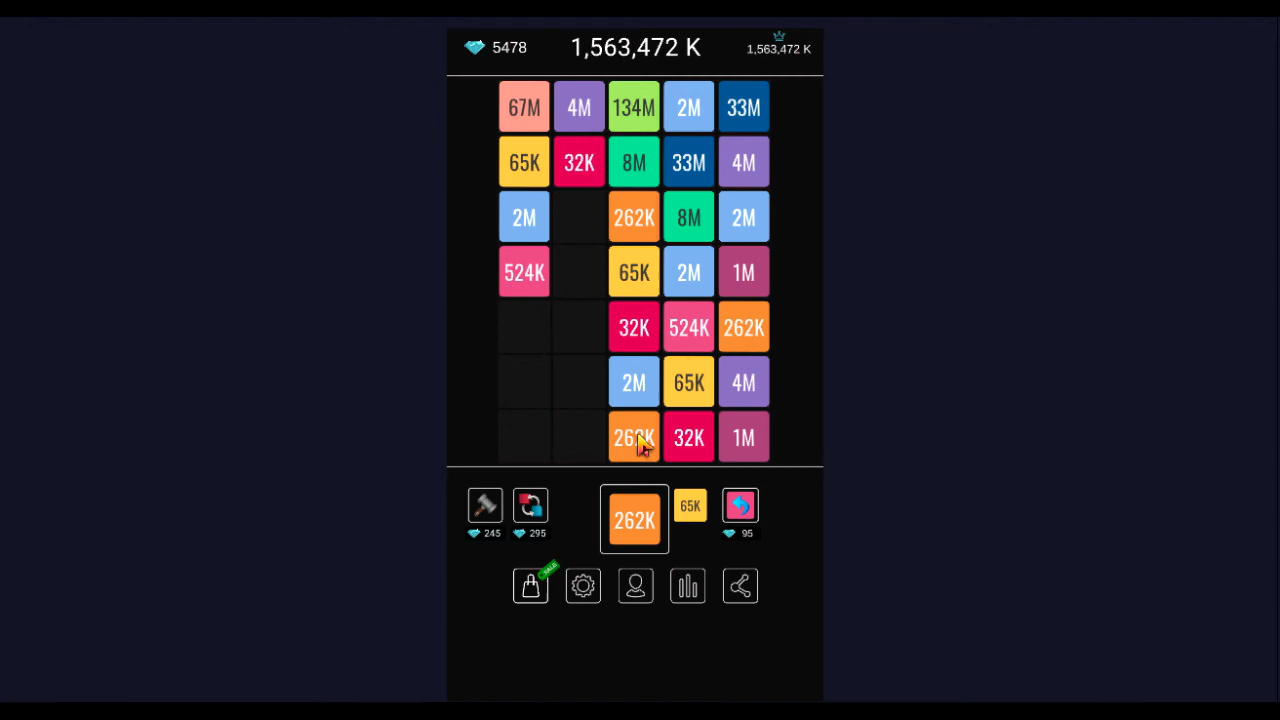 5478 1,563,472 K 1,563,472 K
67M 4M 134M 2M 33M
65K 32K 8M 33M 4M
2M 262K 8M 2M
524K 65K 2M 1M
32K 524K 262K
2M 65K 4M
262K 32K 1M
262K 65K
245 295 95
SALE